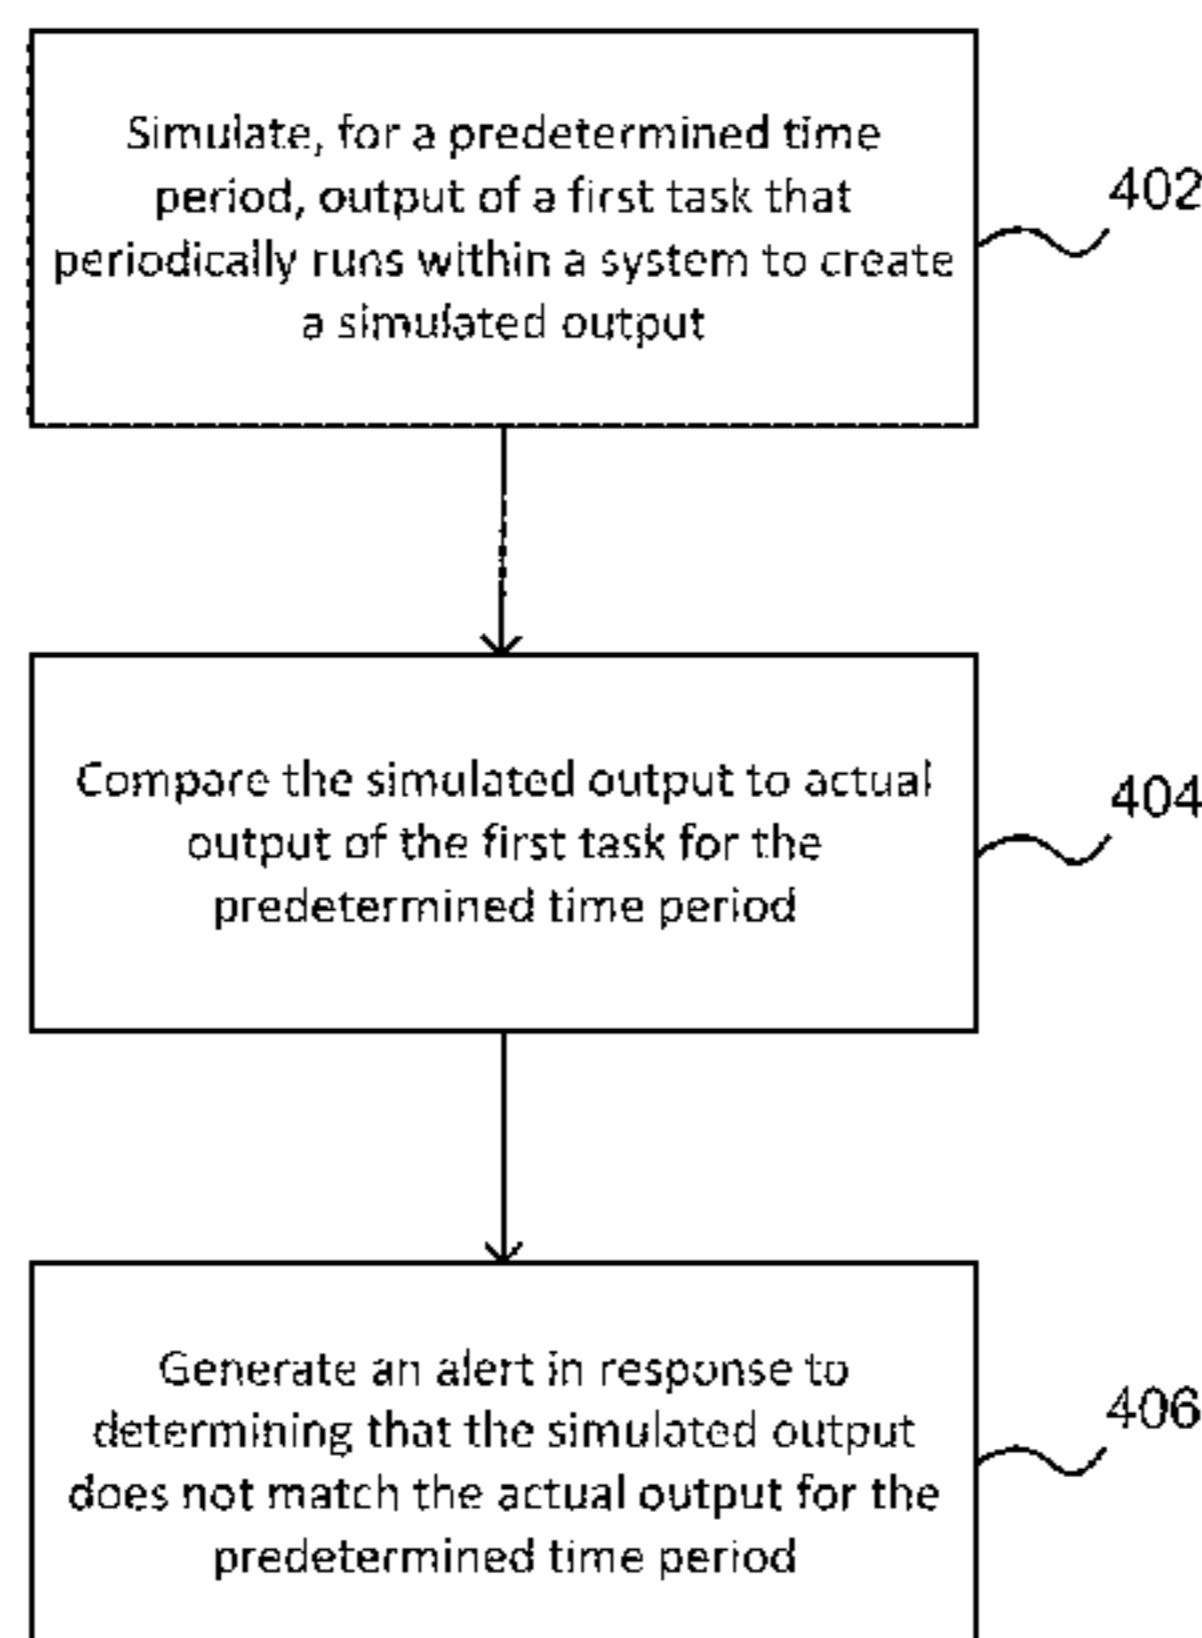 Simulate, for a predetermined time
period, output of a first task that
periodically runs within a system to create
a simulated output
402
Compare the simulated output to actual
output of the first task for the
predetermined time period
404
Generate an alert in response to
determining that the simulated output
does not match the actual output for the
predetermined time period
406